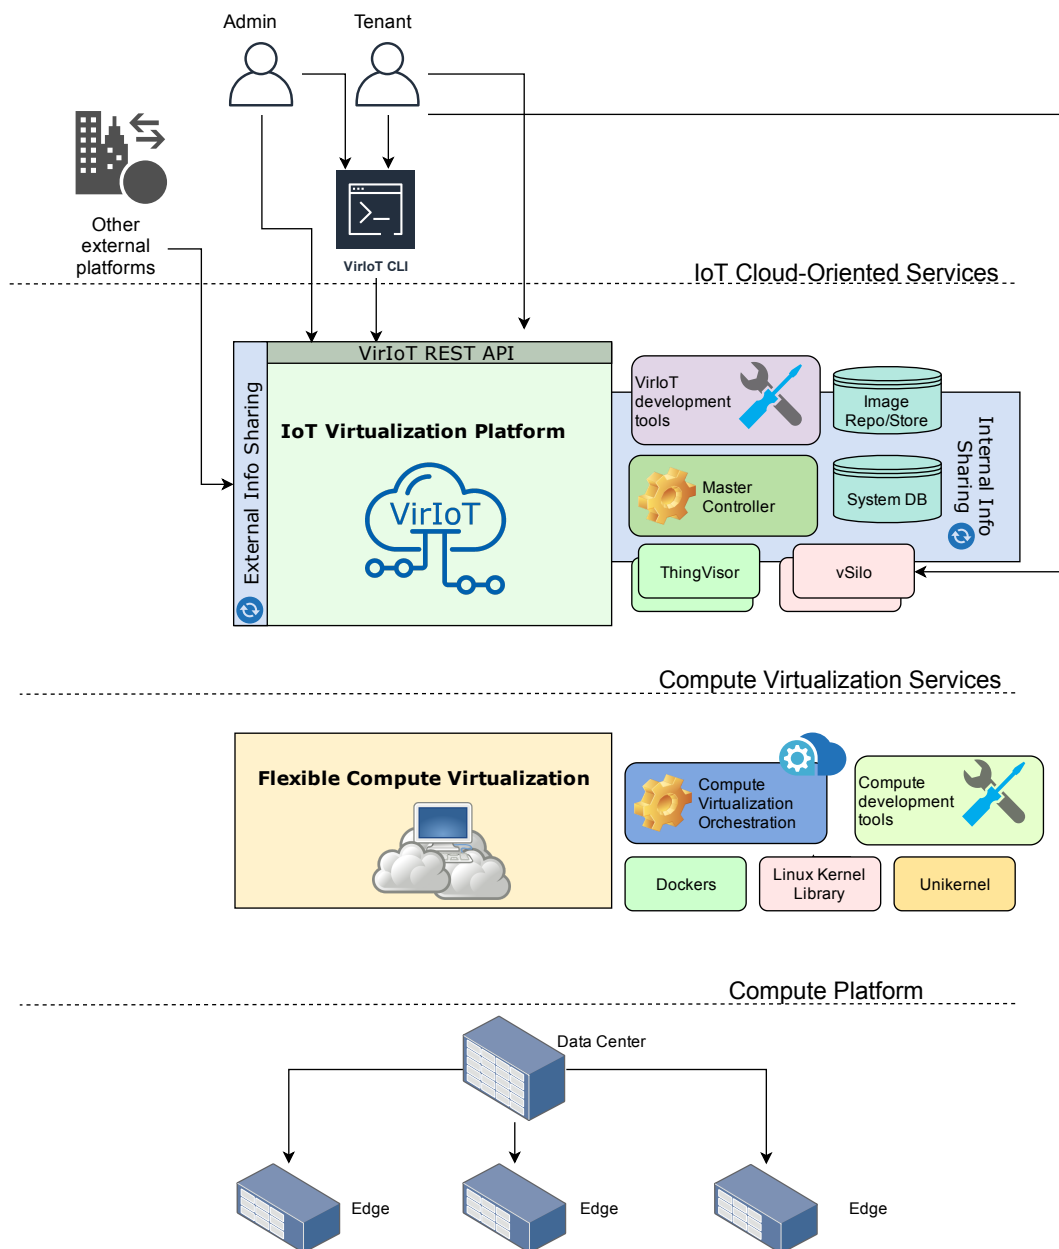 Admin
Tenant
Other
external
platforms
VirIoT CLI
IoT Cloud-Oriented Services
VirIoT REST API
External Info Sharing
IoT Virtualization Platform
VirIoT
VirIoT
development
tools
Image
Repo/Store
Master
Controller
System DB
Internal Info
Sharing
ThingVisor
vSilo
Compute Virtualization Services
Flexible Compute Virtualization
Compute
Virtualization
Orchestration
Compute
development
tools
Dockers
Linux Kernel
Library
Unikernel
Compute Platform
Data Center
Edge
Edge
Edge